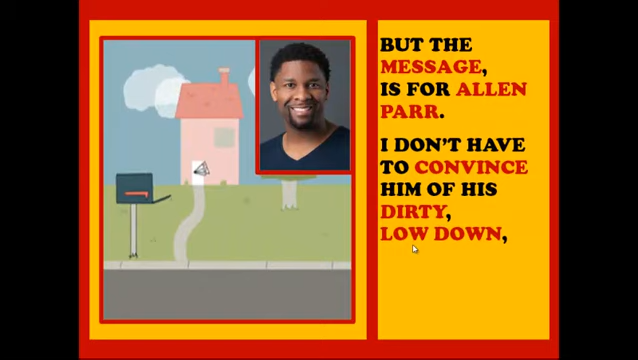 BUT THE
MESSAGE,
IS FOR ALLEN
PARR.
I DON'T HAVE
TO CONVINCE
HIM OF HIS
DIRTY,
LOW DOWN,